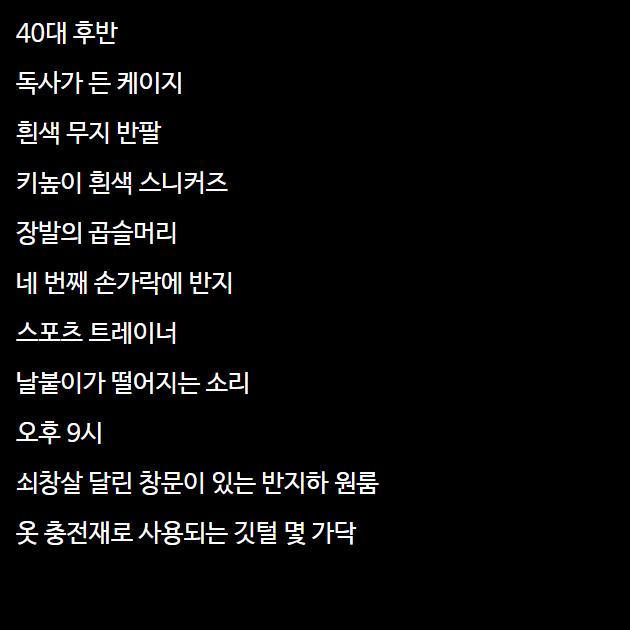 40대 후반
독사가 든 케이지
흰색 무지 반팔
키높이 흰색 스니커즈
장발의 곱슬머리
네 번째 손가락에 반지
스포츠 트레이너
날붙이가 떨어지는 소리
오후 9시
쇠창살 달린 창문이 있는 반지하 원룸
옷 충전재로 사용되는 깃털 몇 가닥